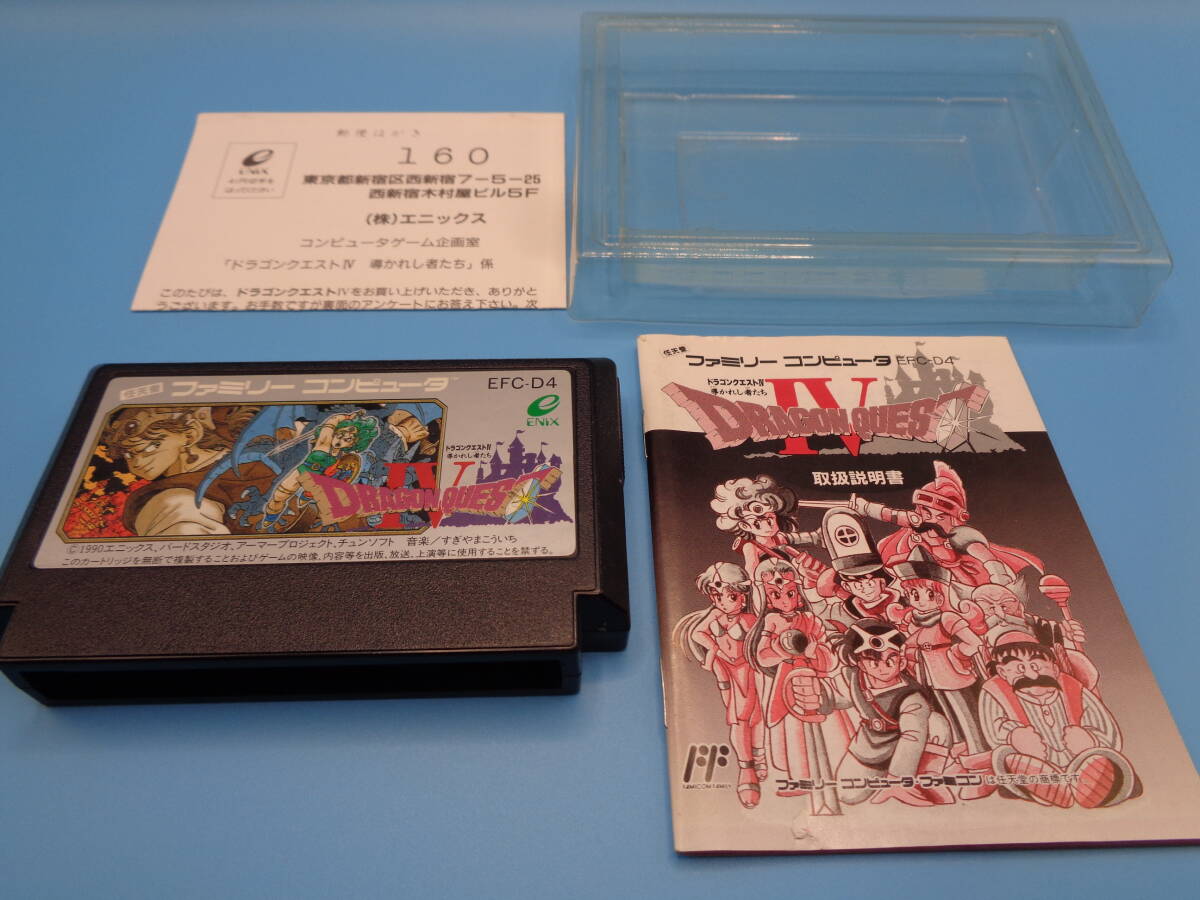 郵便はがき
160
ENIX
東京都新宿区西新宿7-5-25
西新宿木村屋ビル5F
(株)エニックス
コンピュータゲーム企画室
「ドラゴンクエストⅣ 導かれし者たち」係
このたびは、ドラゴンクエストⅣをお買い上げいただき、ありがと
うございます。お手数ですが裏面のアンケートにお答え下さい。次
任天堂 ファミリー コンピュータ™ EFC-D4
ENIX
ドラゴンクエストⅣ
導かれし者たち
IV
DRAGON QUEST
©1990エニックス、バードスタジオ、アーマープロジェクト、チュンソフト 音楽/すぎやまこういち
このカートリッジを無断で複製することおよびゲームの映像、内容等を出版、放送、上演等に使用することを禁ずる。
任天堂 ファミリー コンピュータ EFC-D4
ドラゴンクエストⅣ
導かれし者たち
IV
DRAGON QUEST
取扱説明書
FAMICOM FAMILY
ファミリー コンピュータ・ファミコンは任天堂の商標です